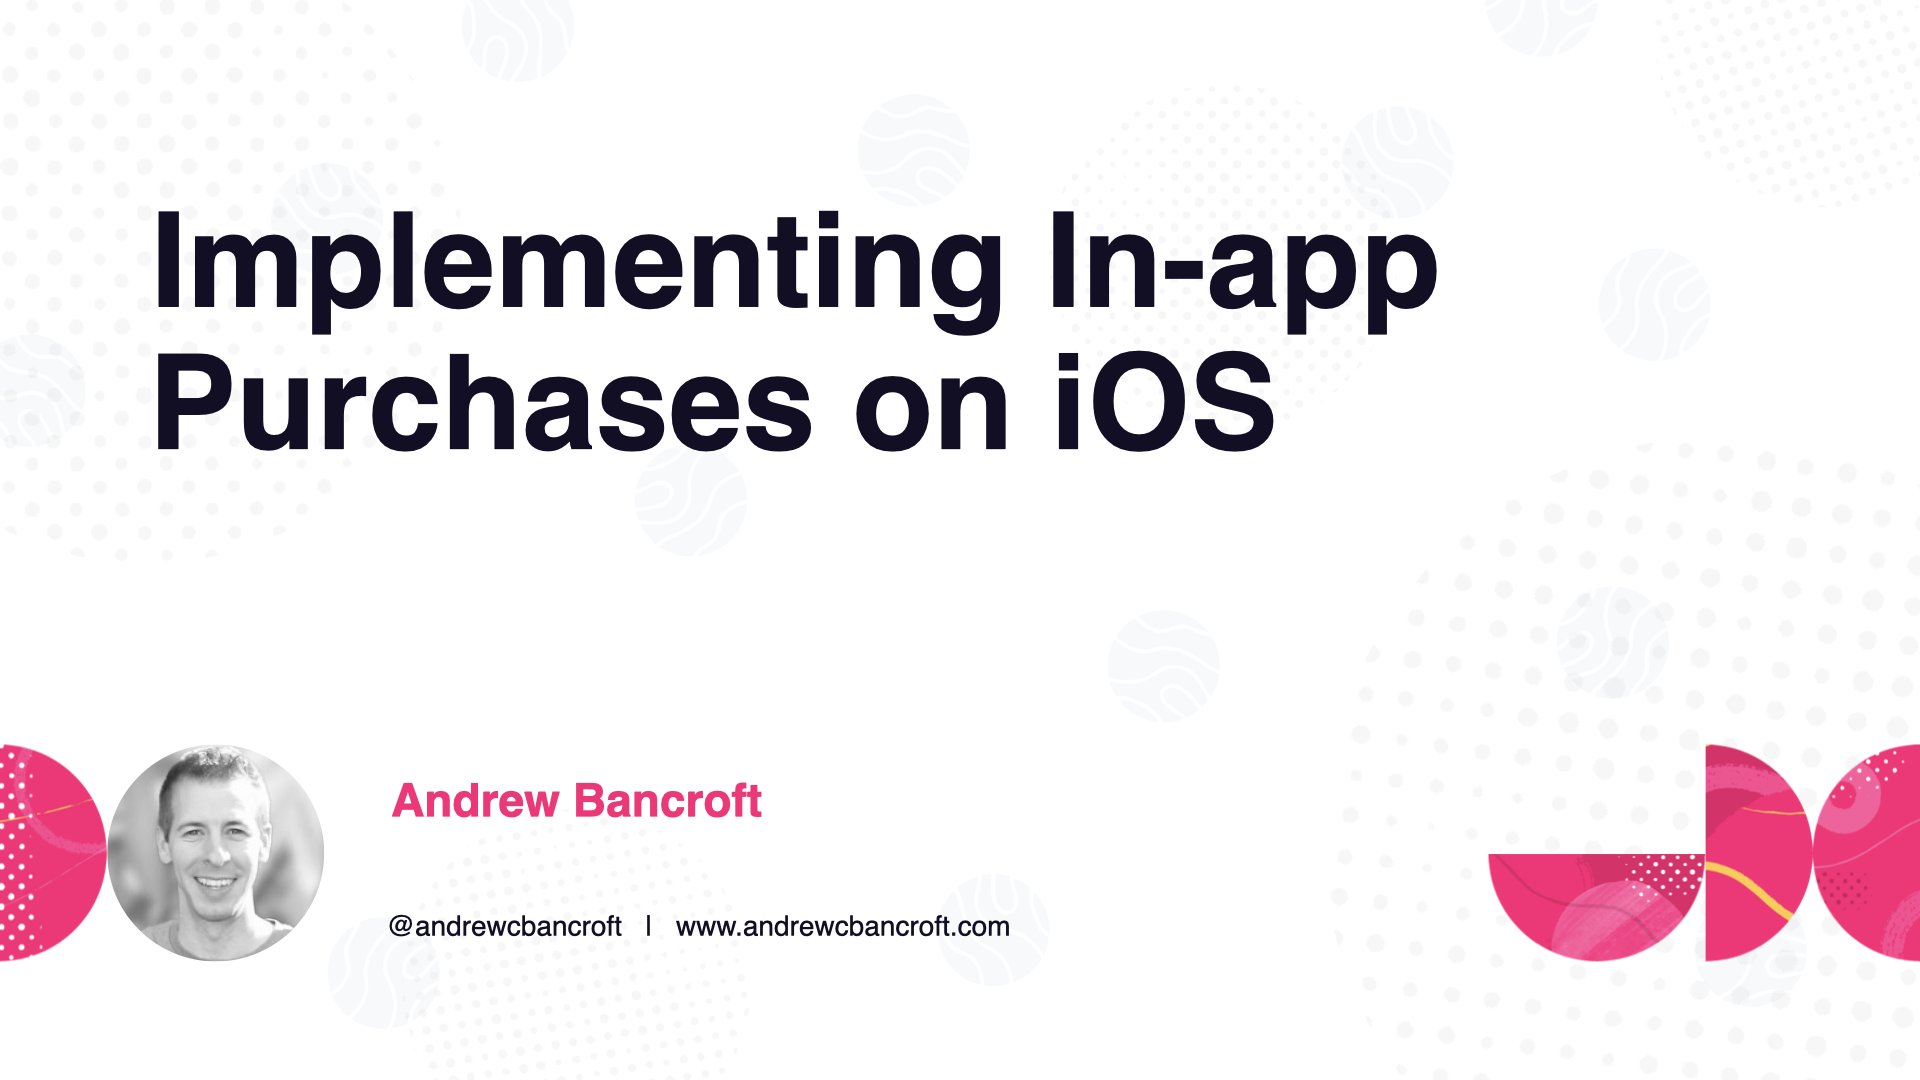 Implementing In-app
Purchases on iOS
Andrew Bancroft
@andrewcbancroft | www.andrewcbancroft.com